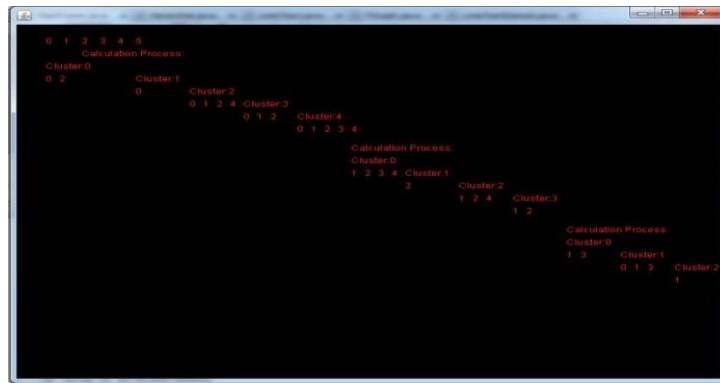 0 1 2 3 4 5
Calculation Process:
Cluster:0
0 2 Cluster:1
0 Cluster:2
0 1 2 4 Cluster:3
0 1 2 Cluster:4
0 1 2 3 4
Calculation Process:
Cluster:0
1 2 3 4 Cluster:1
2 Cluster:2
1 2 4 Cluster:3
1 2
Calculation Process:
Cluster:0
1 3 Cluster:1
0 1 3 Cluster:2
1